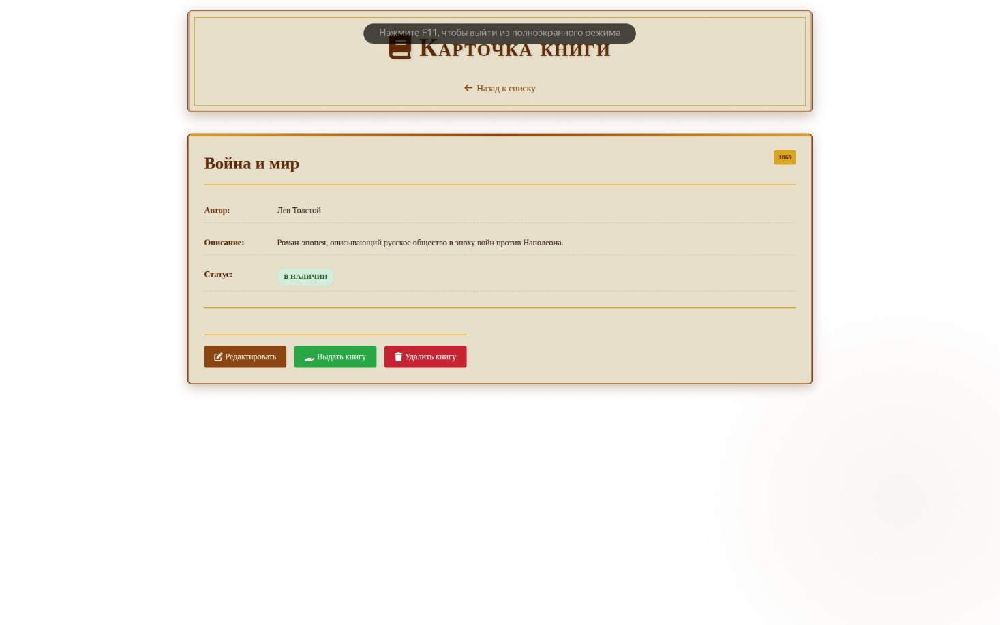 Нажмите F11, чтобы выйти из полноэкранного режима
Карточка книги
Назад к списку
Война и мир
1869
Автор: Лев Толстой
Описание: Роман-эпопея, описывающий русское общество в эпоху войн против Наполеона.
Статус: В НАЛИЧИИ
Редактировать Выдать книгу Удалить книгу